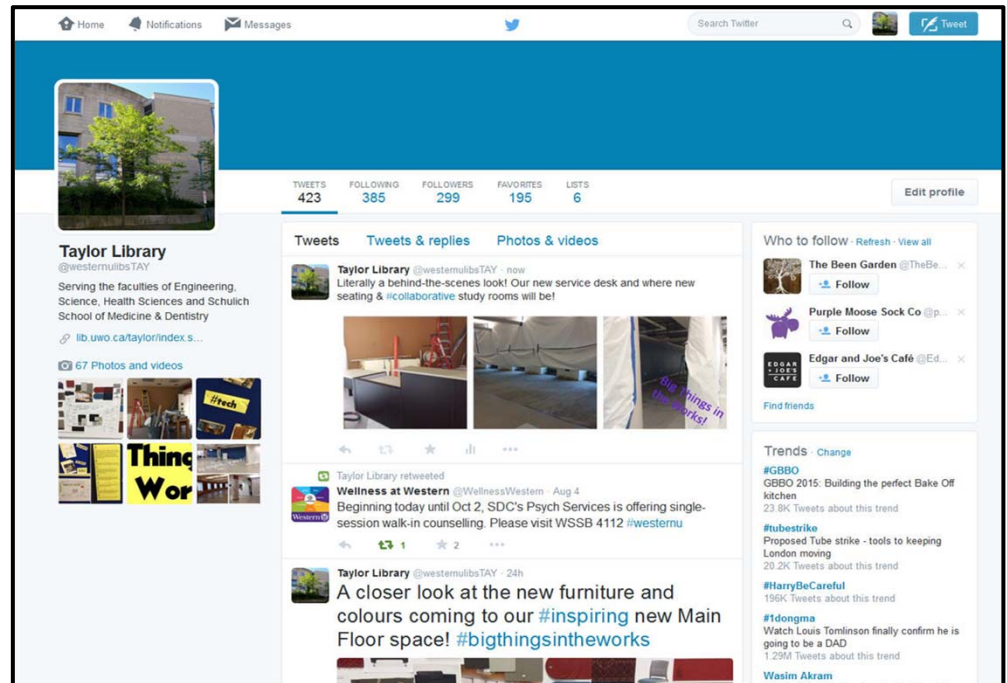 Home Notifications Messages Search Twitter Tweet
TWEETS FOLLOWING FOLLOWERS FAVORITES LISTS
423 385 299 195 6
Edit profile
Taylor Library
@westernulibsTAY
Serving the faculties of Engineering,
Science, Health Sciences and Schulich
School of Medicine & Dentistry
lib.uwo.ca/taylor/index.s...
67 Photos and videos
#tech
Thing
Wor
Tweets Tweets & replies Photos & videos
Taylor Library @westernulibsTAY · now
Literally a behind-the-scenes look! Our new service desk and where new
seating & #collaborative study rooms will be!
Big Things in
the Works!
Taylor Library retweeted
Wellness at Western @WellnessWestern · Aug 4
Western
Beginning today until Oct 2, SDC's Psych Services is offering single-
session walk-in counselling. Please visit WSSB 4112 #westernu
1 2
Taylor Library @westernulibsTAY · 24h
A closer look at the new furniture and
colours coming to our #inspiring new Main
Floor space! #bigthingsintheworks
Who to follow · Refresh · View all
The Been Garden @TheBe...
Follow
Purple Moose Sock Co @p...
Follow
EDGAR
+ JOE'S
CAFE
Edgar and Joe's Café @Ed...
Follow
Find friends
Trends · Change
#GBBO
GBBO 2015: Building the perfect Bake Off
kitchen
23.8K Tweets about this trend
#tubestrike
Proposed Tube strike - tools to keeping
London moving
20.2K Tweets about this trend
#HarryBeCareful
196K Tweets about this trend
#1dongma
Watch Louis Tomlinson finally confirm he is
going to be a DAD
1.29M Tweets about this trend
Wasim Akram